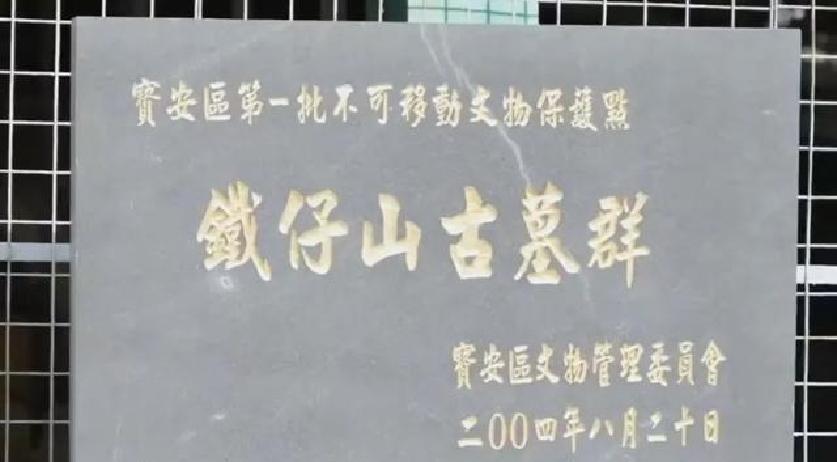 寶安區第一批不可移動文物保護點
鐵仔山古墓群
寶安區文物管理委員會
二00四年八月二十日